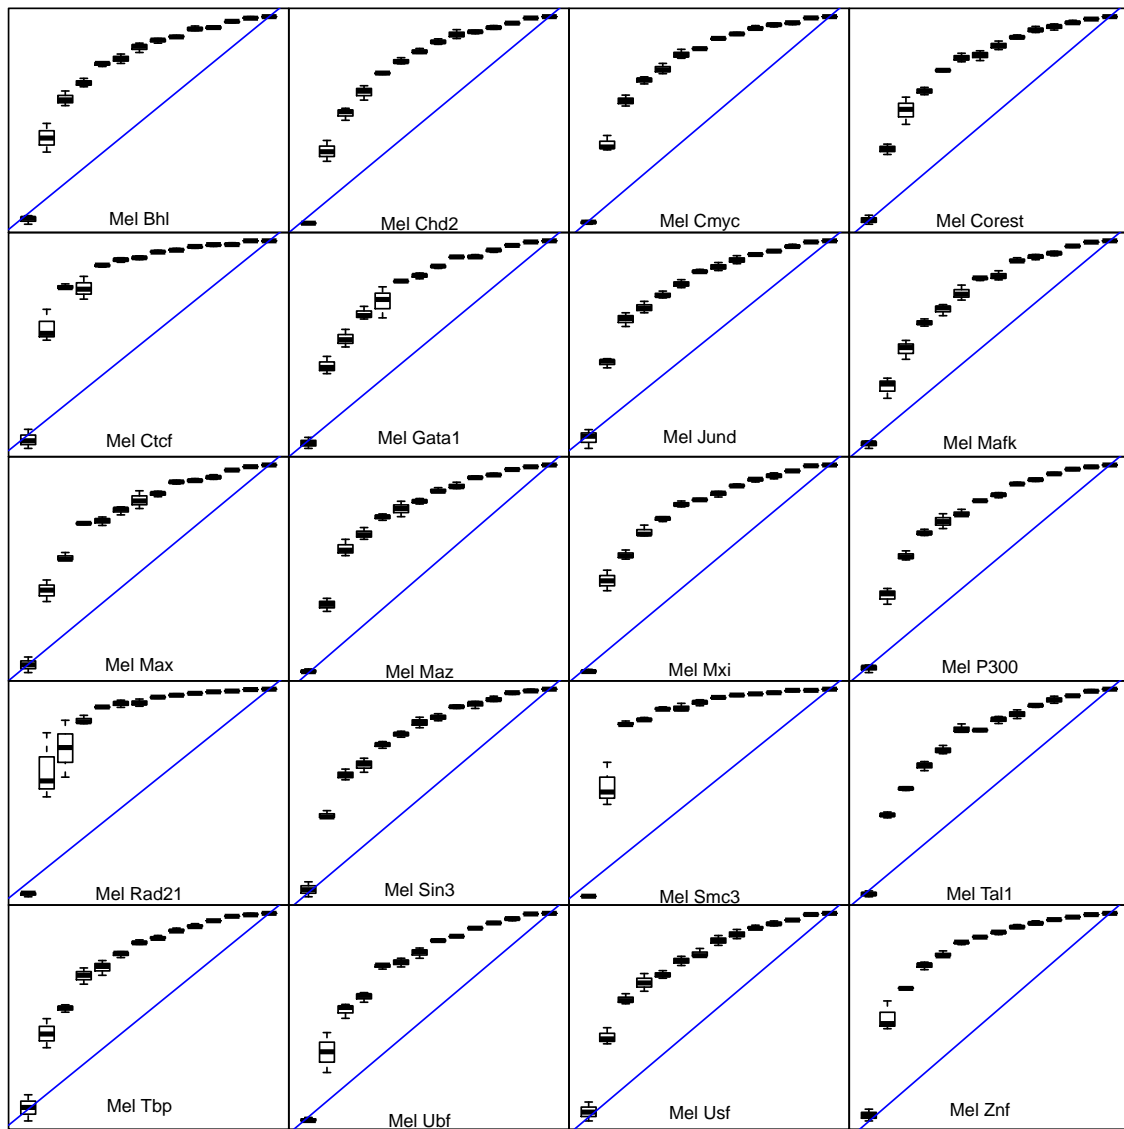 Mel Bhl
Mel Chd2
Mel Cmyc
Mel Corest
Mel Ctcf
Mel Gata1
Mel Jund
Mel Mafk
Mel Max
Mel Maz
Mel Mxi
Mel P300
Mel Rad21
Mel Sin3
Mel Smc3
Mel Tal1
Mel Tbp
Mel Ubf
Mel Usf
Mel Znf